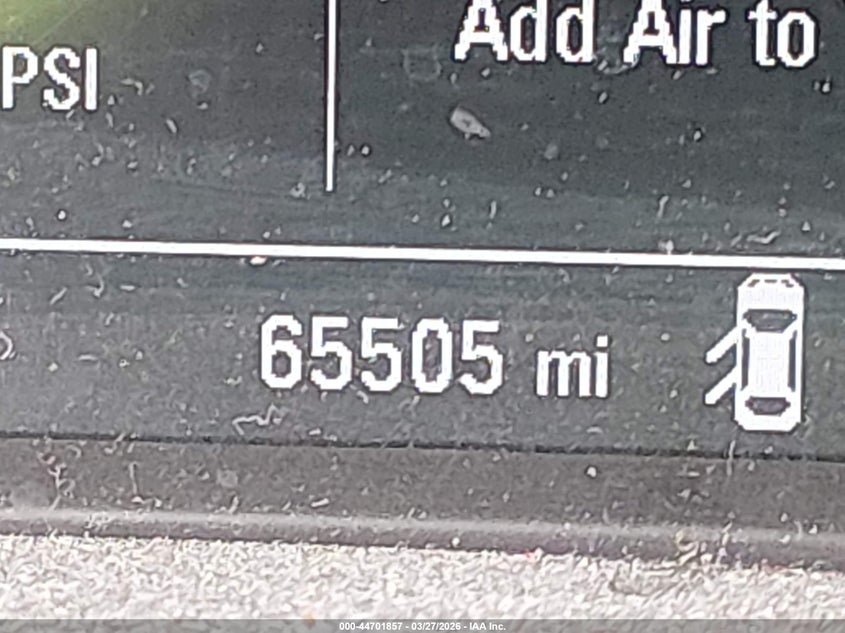 Add Air to
PSI
65505 mi
000-44701857 - 03/27/2026 - IAA Inc.